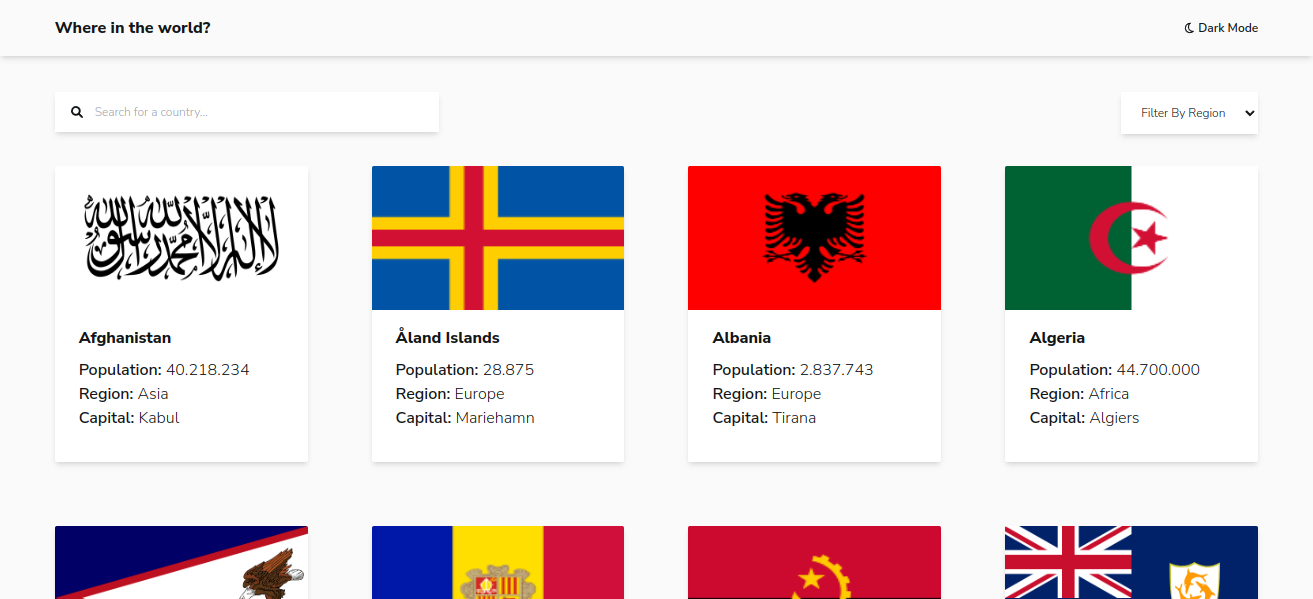 Where in the world?
Dark Mode
Search for a country...
Filter By Region
لا إله إلا الله محمد رسول الله
Afghanistan
Population: 40.218.234
Region: Asia
Capital: Kabul
Åland Islands
Population: 28.875
Region: Europe
Capital: Mariehamn
Albania
Population: 2.837.743
Region: Europe
Capital: Tirana
Algeria
Population: 44.700.000
Region: Africa
Capital: Algiers